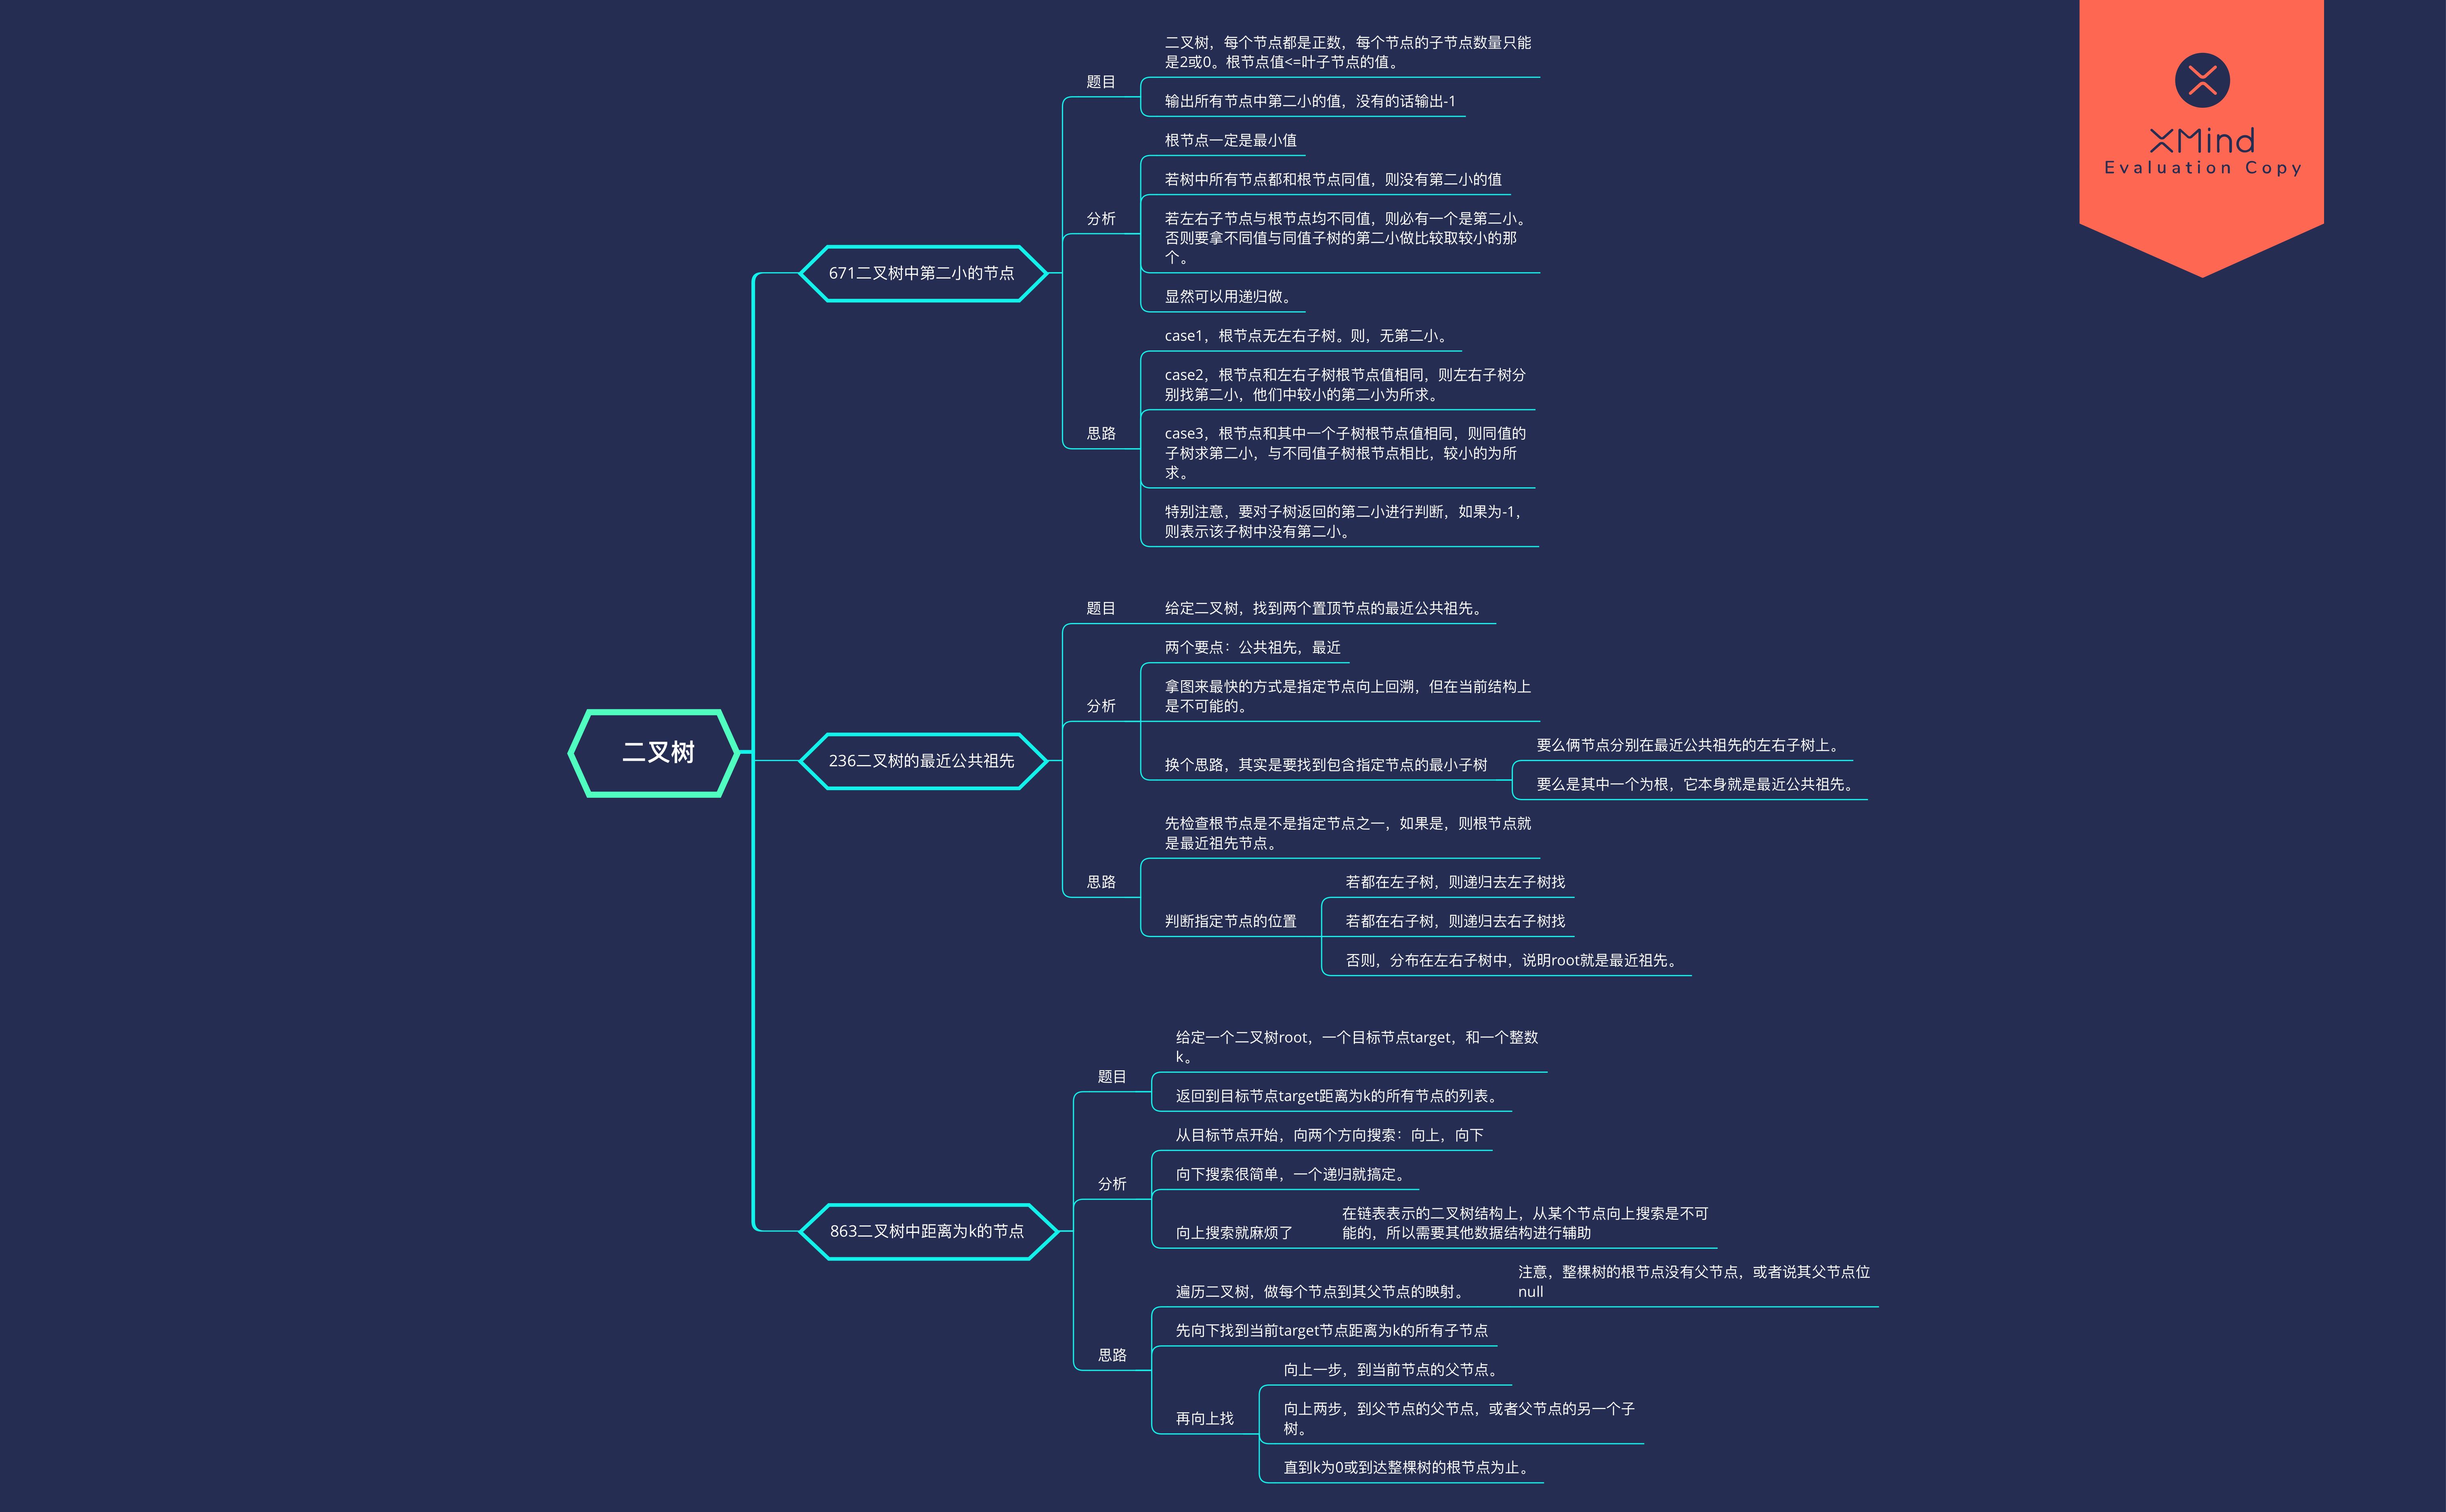 二叉树
671二叉树中第二小的节点
题目
二叉树，每个节点都是正数，每个节点的子节点数量只能
是2或0。根节点值<=叶子节点的值。
输出所有节点中第二小的值，没有的话输出-1
分析
根节点一定是最小值
若树中所有节点都和根节点同值，则没有第二小的值
若左右子节点与根节点均不同值，则必有一个是第二小。
否则要拿不同值与同值子树的第二小做比较取较小的那
个。
显然可以用递归做。
思路
case1，根节点无左右子树。则，无第二小。
case2，根节点和左右子树根节点值相同，则左右子树分
别找第二小，他们中较小的第二小为所求。
case3，根节点和其中一个子树根节点值相同，则同值的
子树求第二小，与不同值子树根节点相比，较小的为所
求。
特别注意，要对子树返回的第二小进行判断，如果为-1，
则表示该子树中没有第二小。
236二叉树的最近公共祖先
题目
给定二叉树，找到两个置顶节点的最近公共祖先。
分析
两个要点：公共祖先，最近
拿图来最快的方式是指定节点向上回溯，但在当前结构上
是不可能的。
换个思路，其实是要找到包含指定节点的最小子树
要么俩节点分别在最近公共祖先的左右子树上。
要么是其中一个为根，它本身就是最近公共祖先。
思路
先检查根节点是不是指定节点之一，如果是，则根节点就
是最近祖先节点。
判断指定节点的位置
若都在左子树，则递归去左子树找
若都在右子树，则递归去右子树找
否则，分布在左右子树中，说明root就是最近祖先。
863二叉树中距离为k的节点
题目
给定一个二叉树root，一个目标节点target，和一个整数
k。
返回到目标节点target距离为k的所有节点的列表。
分析
从目标节点开始，向两个方向搜索：向上，向下
向下搜索很简单，一个递归就搞定。
向上搜索就麻烦了
在链表表示的二叉树结构上，从某个节点向上搜索是不可
能的，所以需要其他数据结构进行辅助
思路
遍历二叉树，做每个节点到其父节点的映射。
注意，整棵树的根节点没有父节点，或者说其父节点位
null
先向下找到当前target节点距离为k的所有子节点
再向上找
向上一步，到当前节点的父节点。
向上两步，到父节点的父节点，或者父节点的另一个子
树。
直到k为0或到达整棵树的根节点为止。
XMind
Evaluation Copy